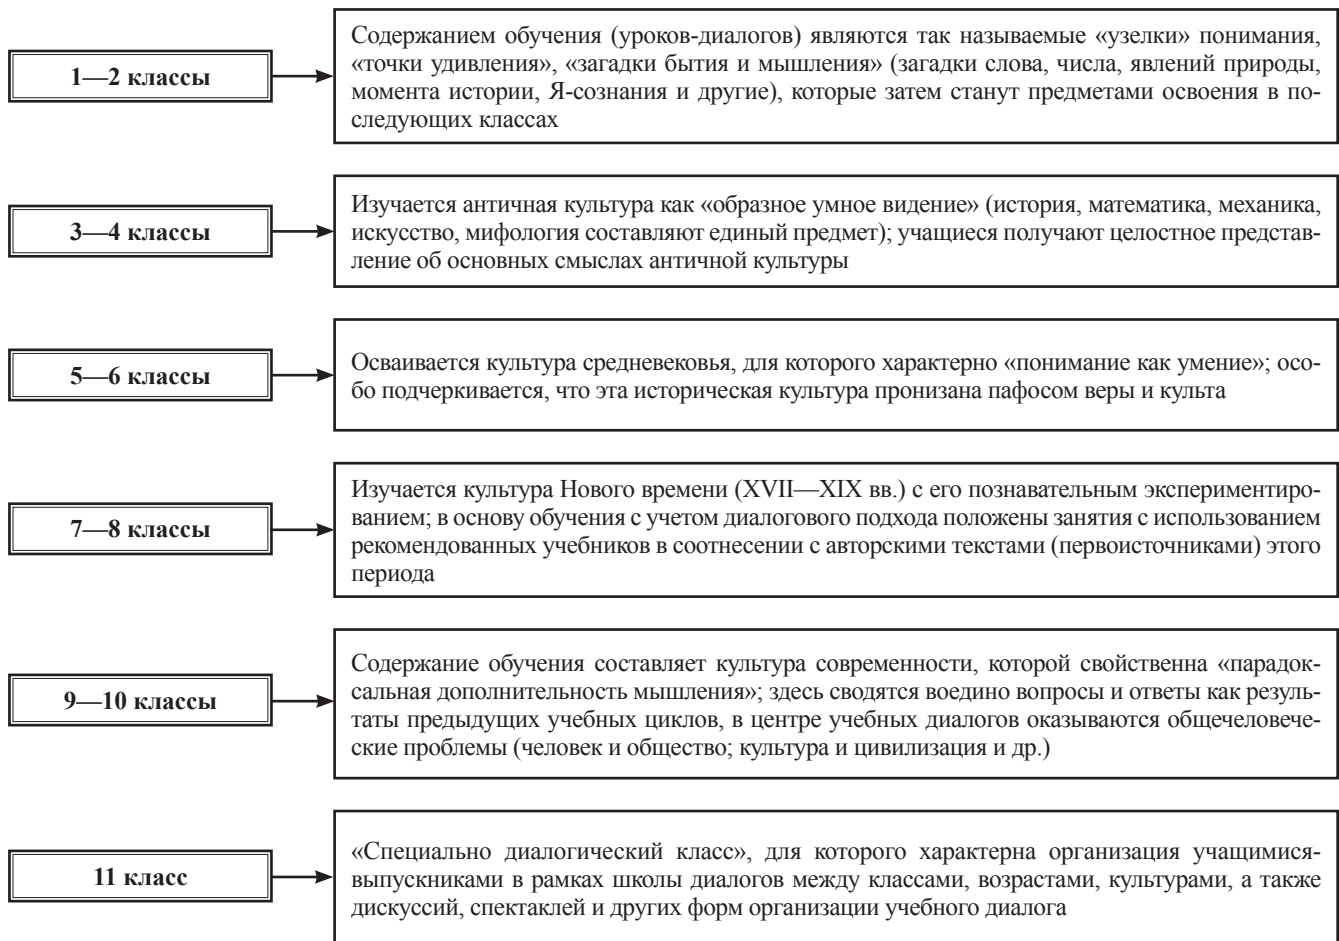 1—2 классы
Содержанием обучения (уроков-диалогов) являются так называемые «узелки» понимания,
«точки удивления», «загадки бытия и мышления» (загадки слова, числа, явлений природы,
момента истории, Я-сознания и другие), которые затем станут предметами освоения в по-
следующих классах
3—4 классы
Изучается античная культура как «образное умное видение» (история, математика, механика,
искусство, мифология составляют единый предмет); учащиеся получают целостное представ-
ление об основных смыслах античной культуры
5—6 классы
Осваивается культура средневековья, для которого характерно «понимание как умение»; осо-
бо подчеркивается, что эта историческая культура пронизана пафосом веры и культа
7—8 классы
Изучается культура Нового времени (XVII—XIX вв.) с его познавательным экспериментиро-
ванием; в основу обучения с учетом диалогового подхода положены занятия с использованием
рекомендованных учебников в соотнесении с авторскими текстами (первоисточниками) этого
периода
9—10 классы
Содержание обучения составляет культура современности, которой свойственна «парадок-
сальная дополнительность мышления»; здесь сводятся воедино вопросы и ответы как резуль-
таты предыдущих учебных циклов, в центре учебных диалогов оказываются общечеловече-
ские проблемы (человек и общество; культура и цивилизация и др.)
11 класс
«Специально диалогический класс», для которого характерна организация учащимися-
выпускниками в рамках школы диалогов между классами, возрастами, культурами, а также
дискуссий, спектаклей и других форм организации учебного диалога